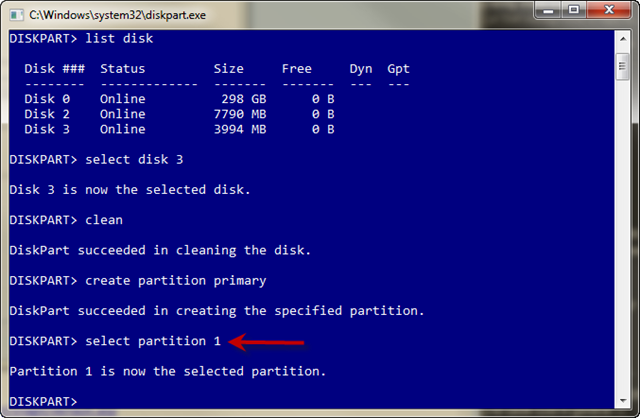 C:\Windows\system32\diskpart.exe
DISKPART> list disk
Disk ### Status Size Free Dyn Gpt
-------- ------------- ------- ------- --- ---
Disk 0 Online 298 GB 0 B
Disk 2 Online 7790 MB 0 B
Disk 3 Online 3994 MB 0 B
DISKPART> select disk 3
Disk 3 is now the selected disk.
DISKPART> clean
DiskPart succeeded in cleaning the disk.
DISKPART> create partition primary
DiskPart succeeded in creating the specified partition.
DISKPART> select partition 1
Partition 1 is now the selected partition.
DISKPART>